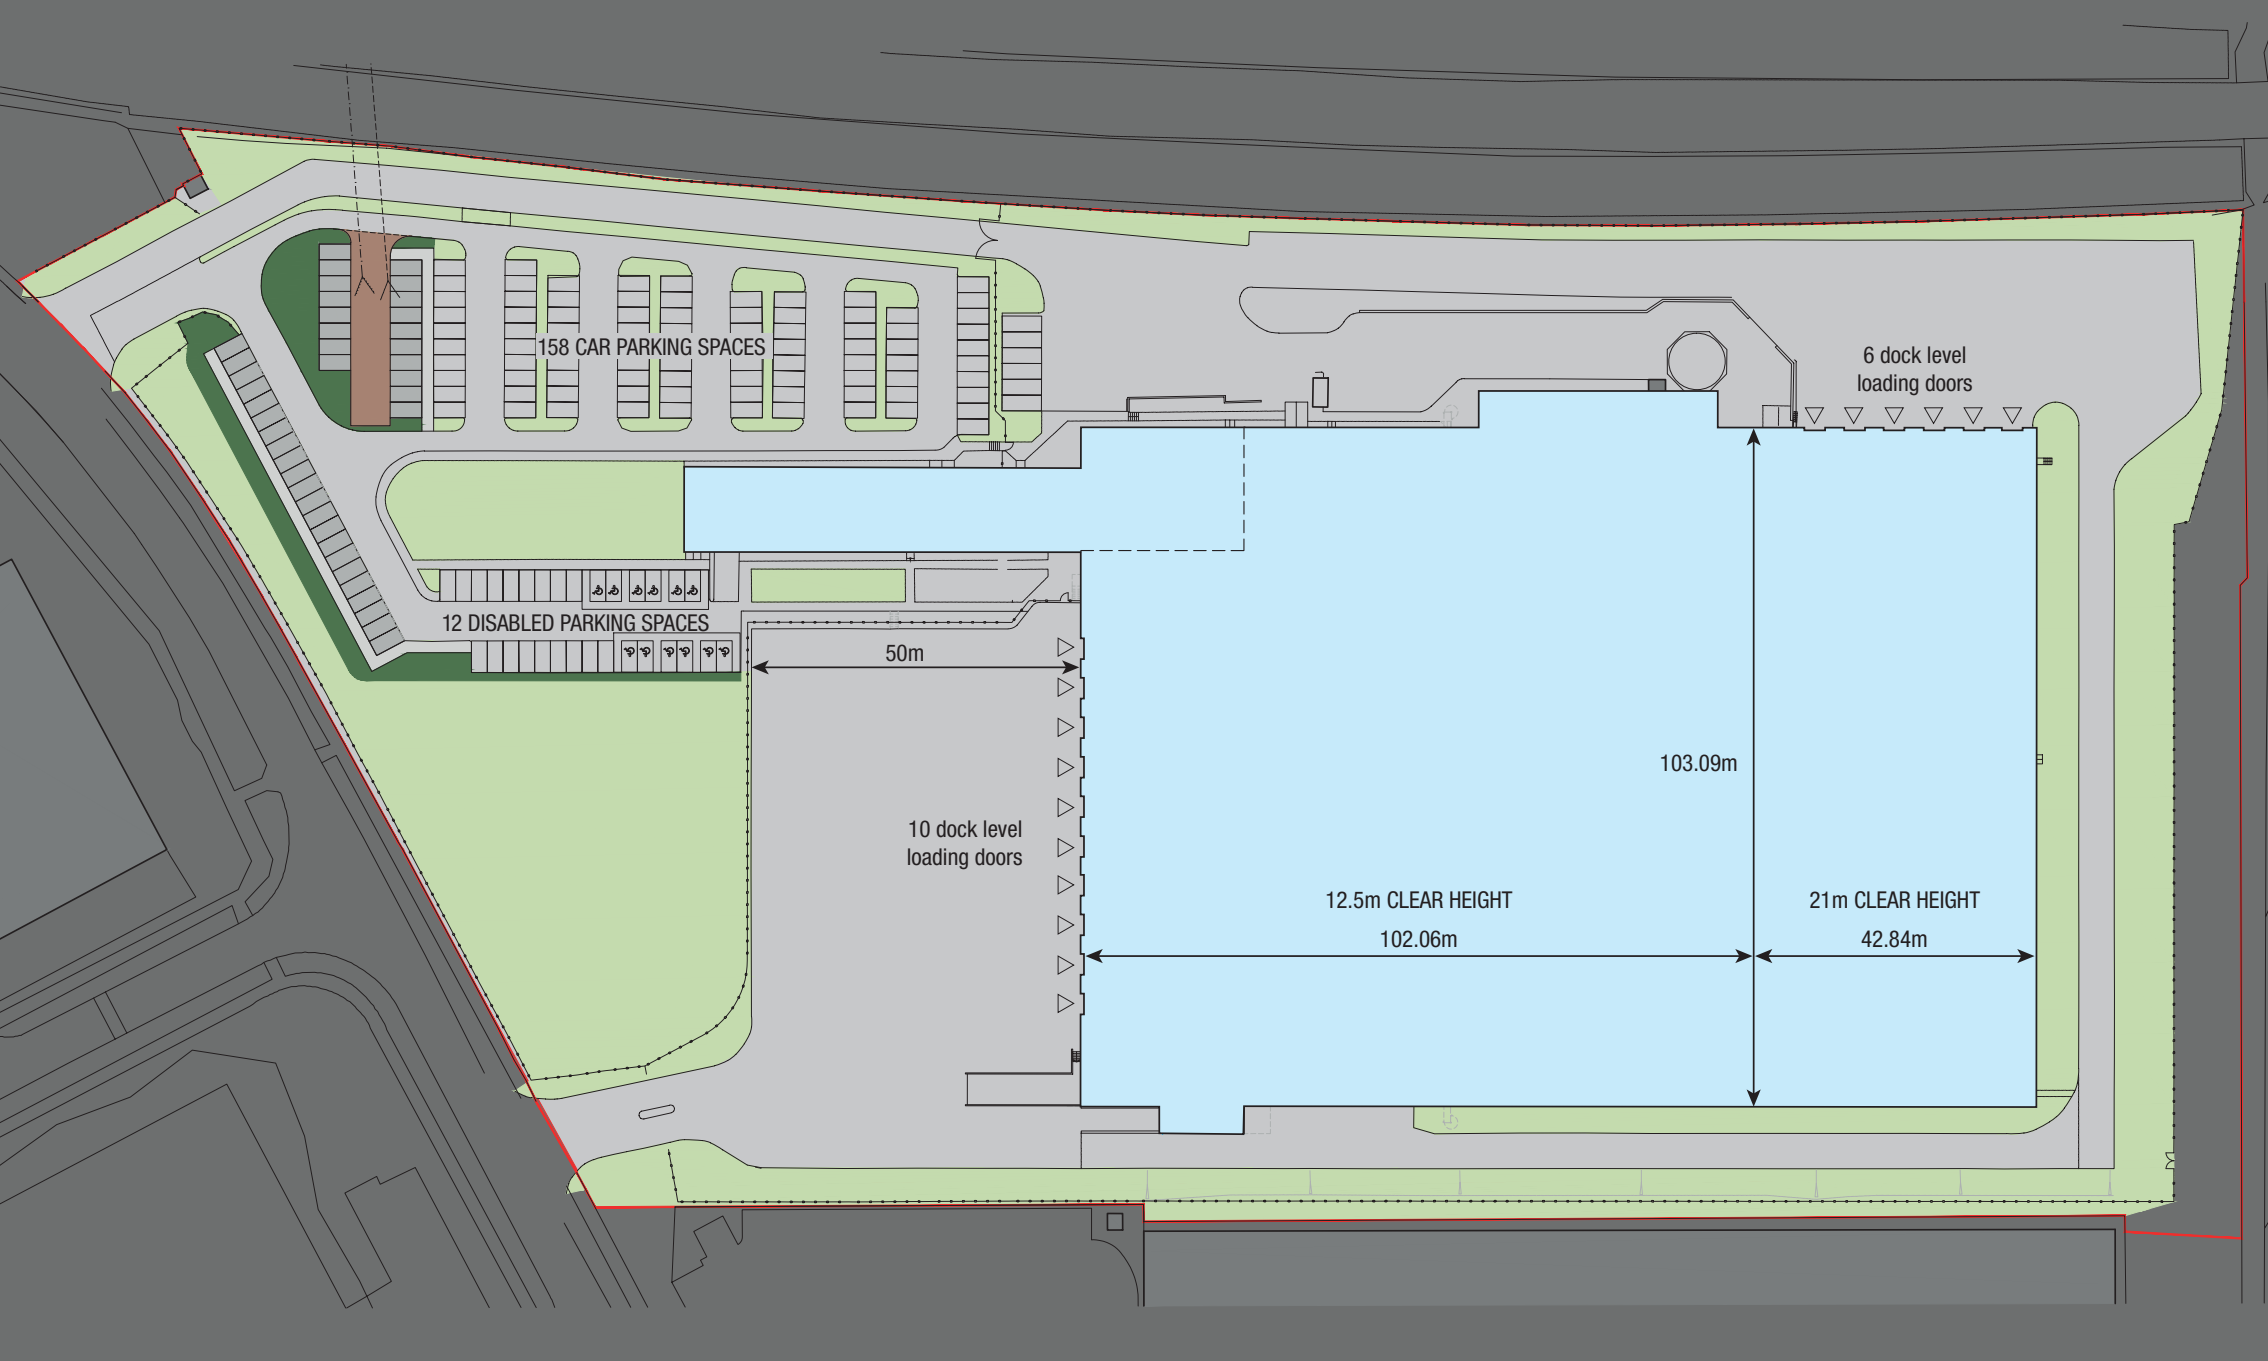 158 CAR PARKING SPACES
6 dock level
loading doors
12 DISABLED PARKING SPACES
50m
103.09m
10 dock level
loading doors
12.5m CLEAR HEIGHT
102.06m
21m CLEAR HEIGHT
42.84m